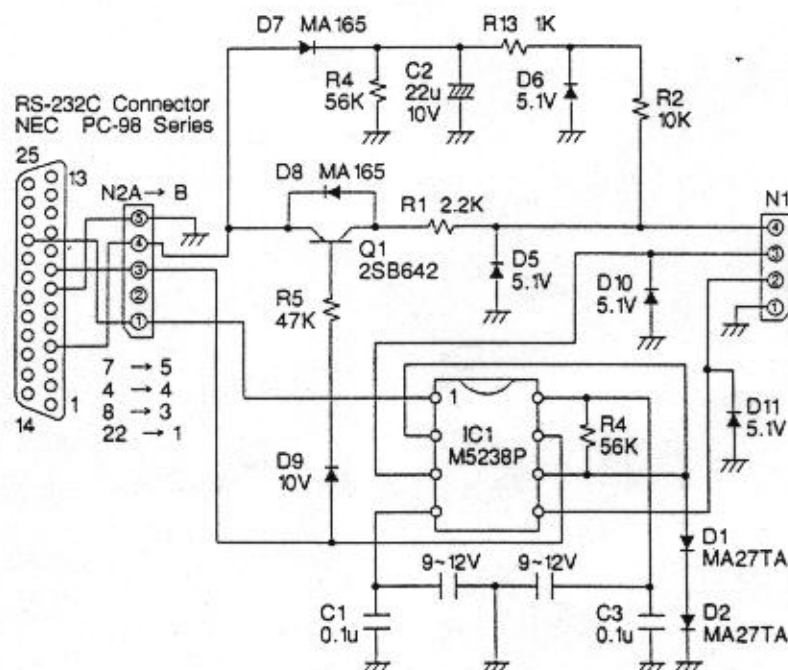 D7 MA165
R13 1K
R4
56K
C2
22u
10V
D6
5.1V
R2
10K
RS-232C Connector
NEC PC-98 Series
25
13
N2A→ B
5
4
3
2
1
14
1
7 → 5
4 → 4
8 → 3
22 → 1
D8 MA165
R1 2.2K
Q1
2SB642
D5
5.1V
R5
47K
D10
5.1V
N1
4
3
2
1
1
IC1
M5238P
R4
56K
D11
5.1V
D9
10V
9~12V
9~12V
D1
MA27TA
C1
0.1u
C3
0.1u
D2
MA27TA